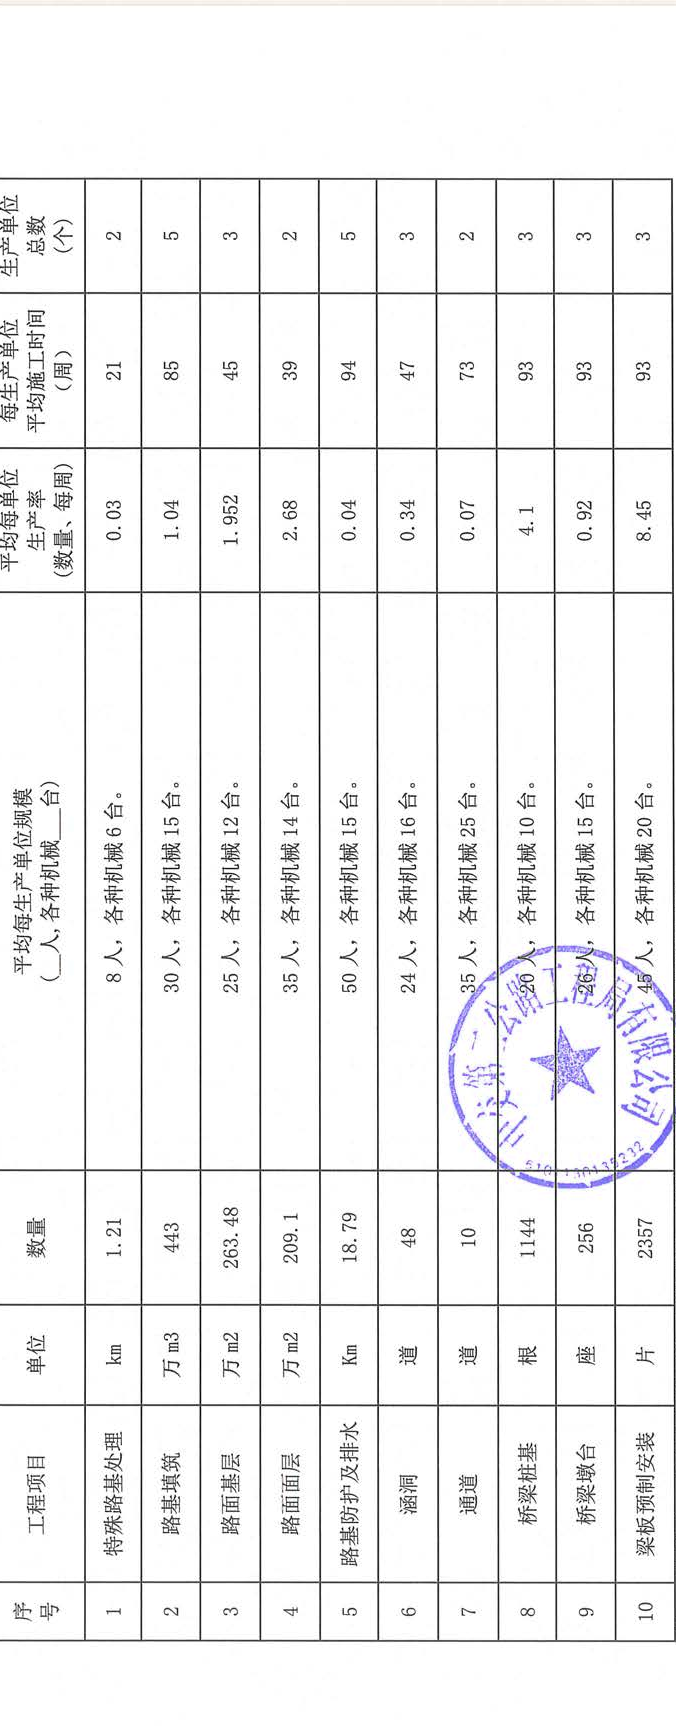 序号 工程项目 单位 数量 平均每生产单位规模 (__人,各种机械___台) 平均每单位生产率 (数量、每周) 每生产单位平均施工时间 (周) 生产单位总数 (个)
1 特殊路基处理 km 1.21 8人，各种机械6台。 0.03 21 2
2 路基填筑 万m3 443 30人，各种机械15台。 1.04 85 5
3 路面基层 万m2 263.48 25人，各种机械12台。 1.952 45 3
4 路面面层 万m2 209.1 35人，各种机械14台。 2.68 39 2
5 路基防护及排水 Km 18.79 50人，各种机械15台。 0.04 94 5
6 涵洞 道 48 24人，各种机械16台。 0.34 47 3
7 通道 道 10 35人，各种机械25台。 0.07 73 2
8 桥梁桩基 根 1144 20人，各种机械10台。 4.1 93 3
9 桥梁墩台 座 256 26人，各种机械15台。 0.92 93 3
10 梁板预制安装 片 2357 45人，各种机械20台。 8.45 93 3
中交第二公路工程局有限公司